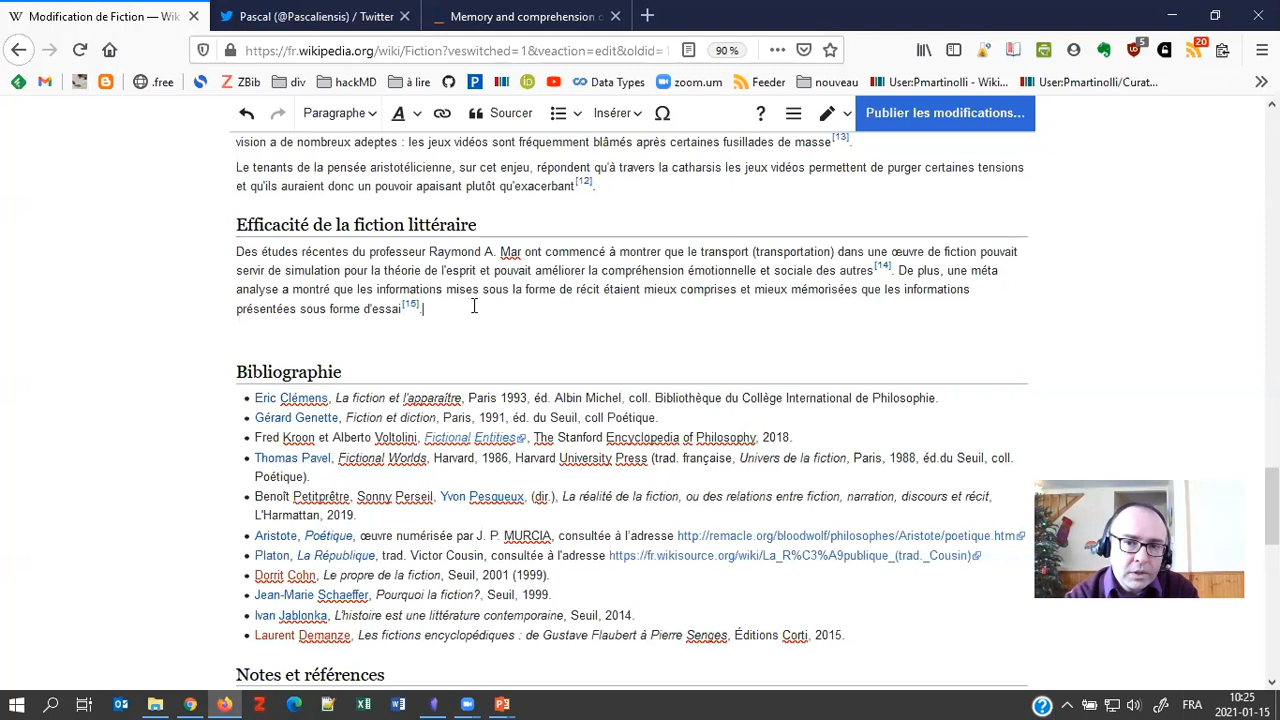 Modification de Fiction — Wik
Pascal (@Pascaliensis) / Twitter
Memory and comprehension o
https://fr.wikipedia.org/wiki/Fiction?veswitched=1&veaction=edit&oldid=1
90 %
5
20
ZBib
.free
div
hackMD
à lire
Data Types
zoom.um
Feeder
nouveau
User:Pmartinolli - Wiki...
User:Pmartinolli/Curat...
Paragraphe
A
Sourcer
Insérer
Ω
?
Publier les modifications...
vision a de nombreux adeptes : les jeux vidéos sont fréquemment blâmés après certaines fusillades de masse[13].
Le tenants de la pensée aristotélicienne, sur cet enjeu, répondent qu'à travers la catharsis les jeux vidéos permettent de purger certaines tensions
et qu'ils auraient donc un pouvoir apaisant plutôt qu'exacerbant[12].
Efficacité de la fiction littéraire
Des études récentes du professeur Raymond A. Mar ont commencé à montrer que le transport (transportation) dans une œuvre de fiction pouvait
servir de simulation pour la théorie de l'esprit et pouvait améliorer la compréhension émotionnelle et sociale des autres[14]. De plus, une méta
analyse a montré que les informations mises sous la forme de récit étaient mieux comprises et mieux mémorisées que les informations
présentées sous forme d'essai[15].
Bibliographie
Eric Clémens, La fiction et l'apparaître, Paris 1993, éd. Albin Michel, coll. Bibliothèque du Collège International de Philosophie.
Gérard Genette, Fiction et diction, Paris, 1991, éd. du Seuil, coll Poétique.
Fred Kroon et Alberto Voltolini, Fictional Entities, The Stanford Encyclopedia of Philosophy, 2018.
Thomas Pavel, Fictional Worlds, Harvard, 1986, Harvard University Press (trad. française, Univers de la fiction, Paris, 1988, éd.du Seuil, coll.
Poétique).
Benoît Petitprêtre, Sonny Perseil, Yvon Pesqueux, (dir.), La réalité de la fiction, ou des relations entre fiction, narration, discours et récit,
L'Harmattan, 2019.
Aristote, Poétique, œuvre numérisée par J. P. MURCIA, consultée à l'adresse http://remacle.org/bloodwolf/philosophes/Aristote/poetique.htm
Platon, La République, trad. Victor Cousin, consultée à l'adresse https://fr.wikisource.org/wiki/La_R%C3%A9publique_(trad._Cousin)
Dorrit Cohn, Le propre de la fiction, Seuil, 2001 (1999).
Jean-Marie Schaeffer, Pourquoi la fiction?, Seuil, 1999.
Ivan Jablonka, L'histoire est une littérature contemporaine, Seuil, 2014.
Laurent Demanze, Les fictions encyclopédiques : de Gustave Flaubert à Pierre Senges, Éditions Corti, 2015.
Notes et références
FRA
10:25
2021-01-15